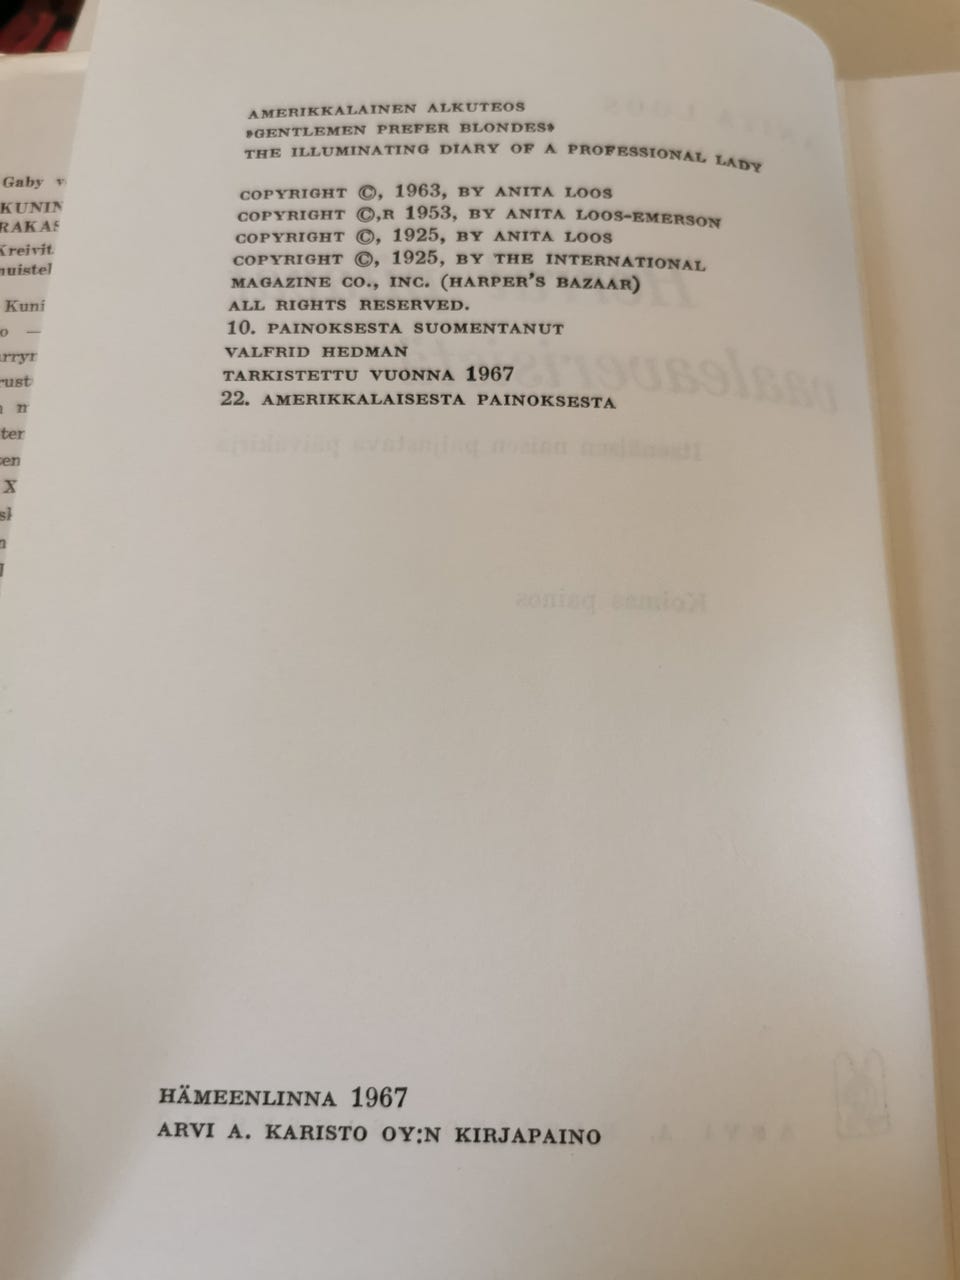 AMERIKKALAINEN ALKUTEOS
»GENTLEMEN PREFER BLONDES»
THE ILLUMINATING DIARY OF A PROFESSIONAL LADY
COPYRIGHT ©, 1963, BY ANITA LOOS
COPYRIGHT ©,R 1953, BY ANITA LOOS-EMERSON
COPYRIGHT ©, 1925, BY ANITA LOOS
COPYRIGHT ©, 1925, BY THE INTERNATIONAL
MAGAZINE CO., INC. (HARPER'S BAZAAR)
ALL RIGHTS RESERVED.
10. PAINOKSESTA SUOMENTANUT
VALFRID HEDMAN
TARKISTETTU VUONNA 1967
22. AMERIKKALAISESTA PAINOKSESTA
HÄMEENLINNA 1967
ARVI A. KARISTO OY:N KIRJAPAINO
Gaby
Kuni
X